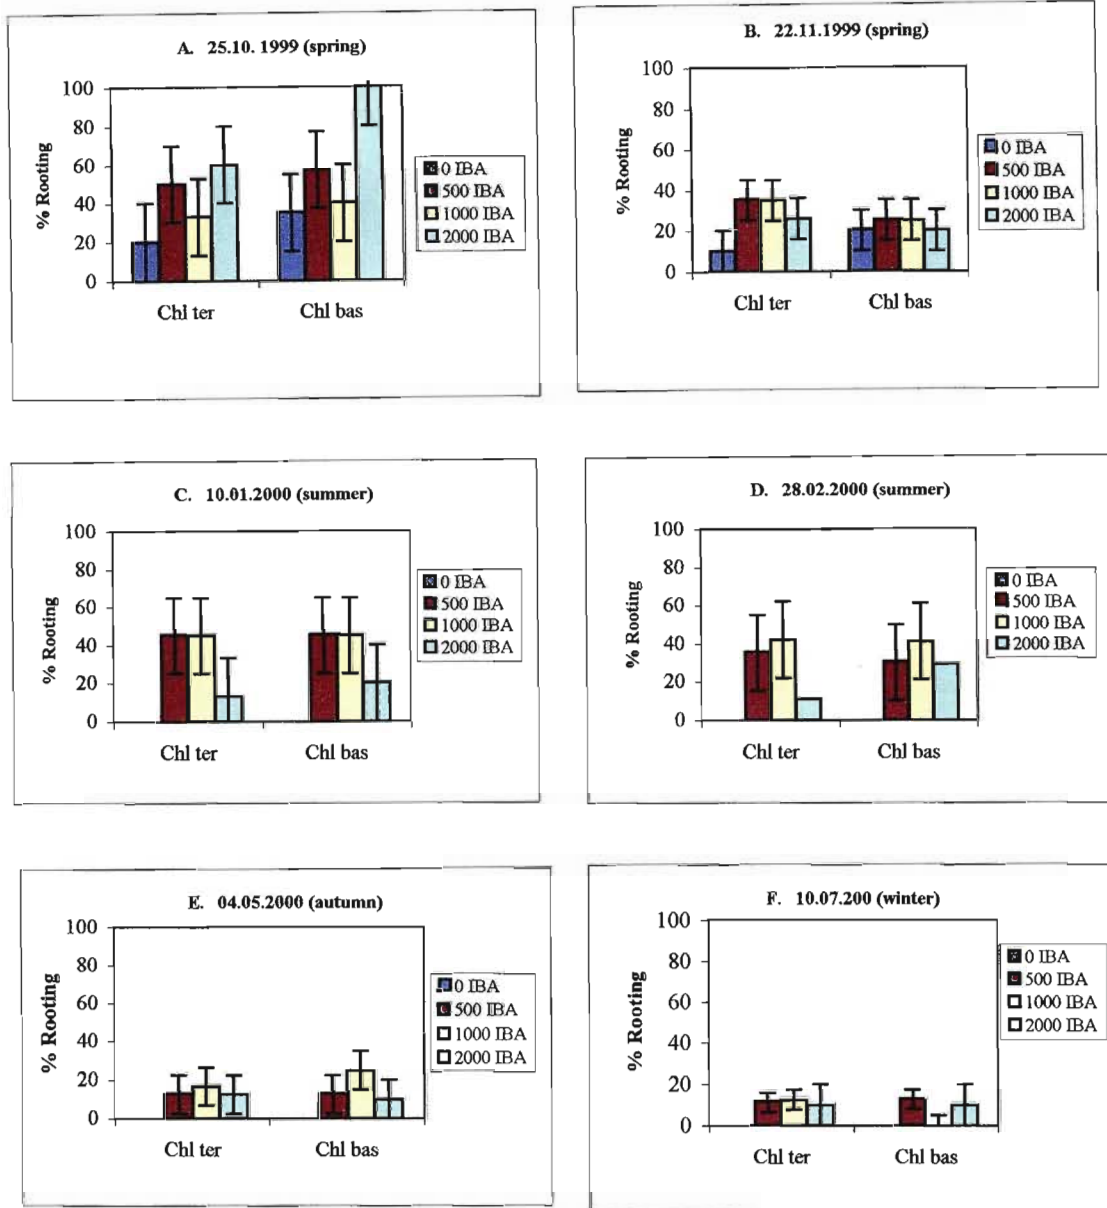 A. 25.10. 1999 (spring)
% Rooting
100
80
60
40
20
0
Chl ter
Chl bas
0 IBA
500 IBA
1000 IBA
2000 IBA
B. 22.11.1999 (spring)
% Rooting
100
80
60
40
20
0
Chl ter
Chl bas
0 IBA
500 IBA
1000 IBA
2000 IBA
C. 10.01.2000 (summer)
% Rooting
100
80
60
40
20
0
Chl ter
Chl bas
0 IBA
500 IBA
1000 IBA
2000 IBA
D. 28.02.2000 (summer)
% Rooting
100
80
60
40
20
0
Chl ter
Chl bas
0 IBA
500 IBA
1000 IBA
2000 IBA
E. 04.05.2000 (autumn)
% Rooting
100
80
60
40
20
0
Chl ter
Chl bas
0 IBA
500 IBA
1000 IBA
2000 IBA
F. 10.07.200 (winter)
% Rooting
100
80
60
40
20
0
Chl ter
Chl bas
0 IBA
500 IBA
1000 IBA
2000 IBA